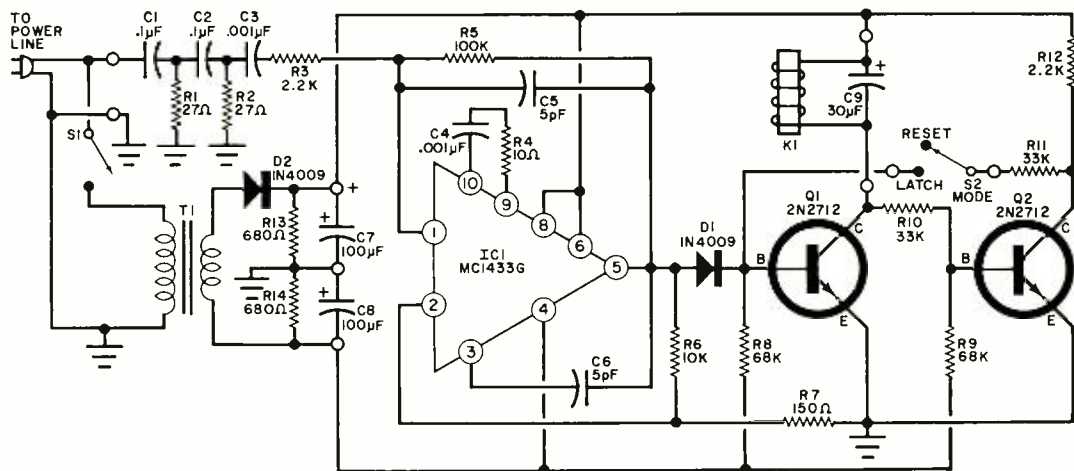 TO
POWER
LINE
C1
.1µF
C2
.1µF
C3
.001µF
R1
27Ω
R2
27Ω
R3
2.2K
R5
100K
C5
5pF
C4
.001µF
R4
10Ω
S1
D2
1N4009
+
T1
R13
680Ω
+
C7
100µF
R14
680Ω
+
C8
100µF
10
9
8
6
5
1
2
3
4
IC1
MC1433G
C6
5pF
D1
1N4009
R6
10K
R8
68K
R7
150Ω
K1
+
C9
30µF
RESET
LATCH
S2
MODE
R11
33K
R12
2.2K
Q1
2N2712
B
C
E
R10
33K
Q2
2N2712
B
C
E
R9
68K